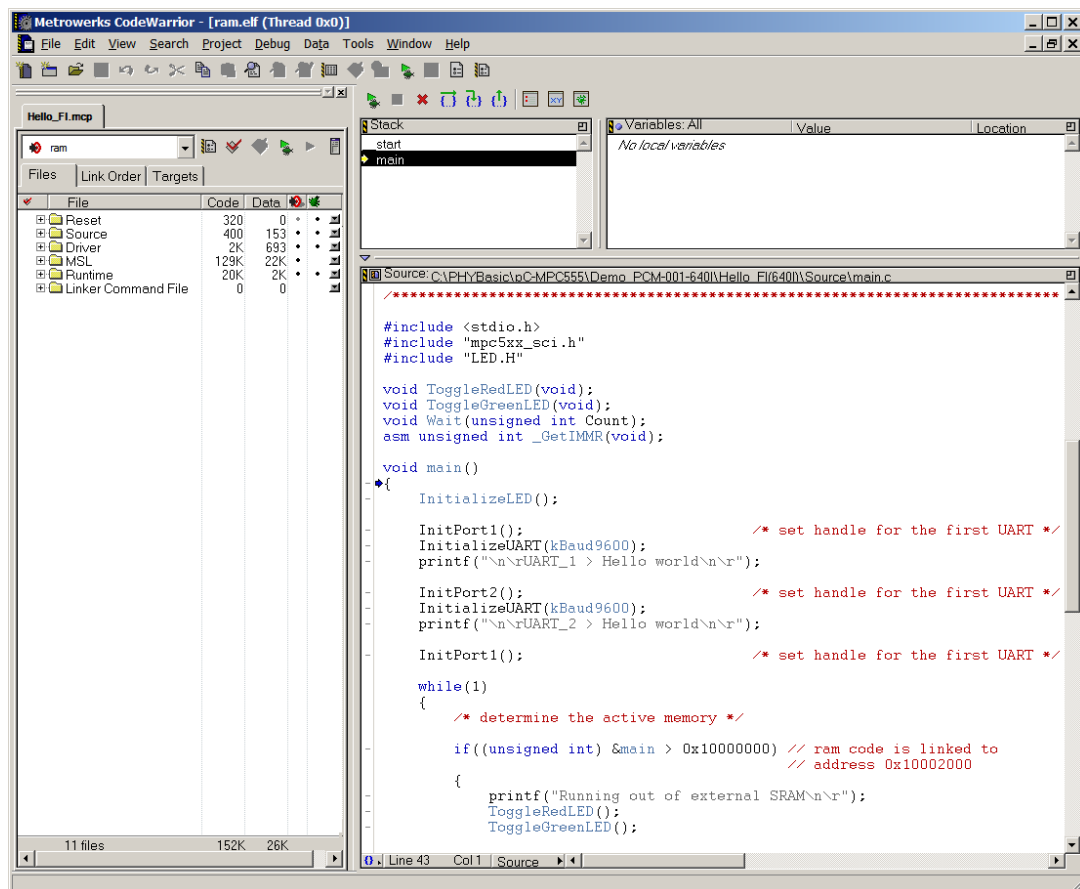 Metrowerks CodeWarrior - [ram.elf (Thread 0x0)]
File Edit View Search Project Debug Data Tools Window Help
Hello_FI.mcp
ram
Files Link Order Targets
File Code Data
Reset 320 0
Source 400 153
Driver 2K 693
MSL 129K 22K
Runtime 20K 2K
Linker Command File 0 0
11 files 152K 26K
Stack
start
main
Variables: All Value Location
No local variables
Source: C:\PHYBasic\pC-MPC555\Demo_PCM-001-640I\Hello_FI(640I)\Source\main.c
/****************************************************************************
#include <stdio.h>
#include "mpc5xx_sci.h"
#include "LED.H"
void ToggleRedLED(void);
void ToggleGreenLED(void);
void Wait(unsigned int Count);
asm unsigned int _GetIMMR(void);
void main()
{
InitializeLED();
InitPort1(); /* set handle for the first UART */
InitializeUART(kBaud9600);
printf("\n\rUART_1 > Hello world\n\r");
InitPort2(); /* set handle for the first UART */
InitializeUART(kBaud9600);
printf("\n\rUART_2 > Hello world\n\r");
InitPort1(); /* set handle for the first UART */
while(1)
{
/* determine the active memory */
if((unsigned int) &main > 0x10000000) // ram code is linked to
// address 0x10002000
{
printf("Running out of external SRAM\n\r");
ToggleRedLED();
ToggleGreenLED();
Line 43 Col 1 Source